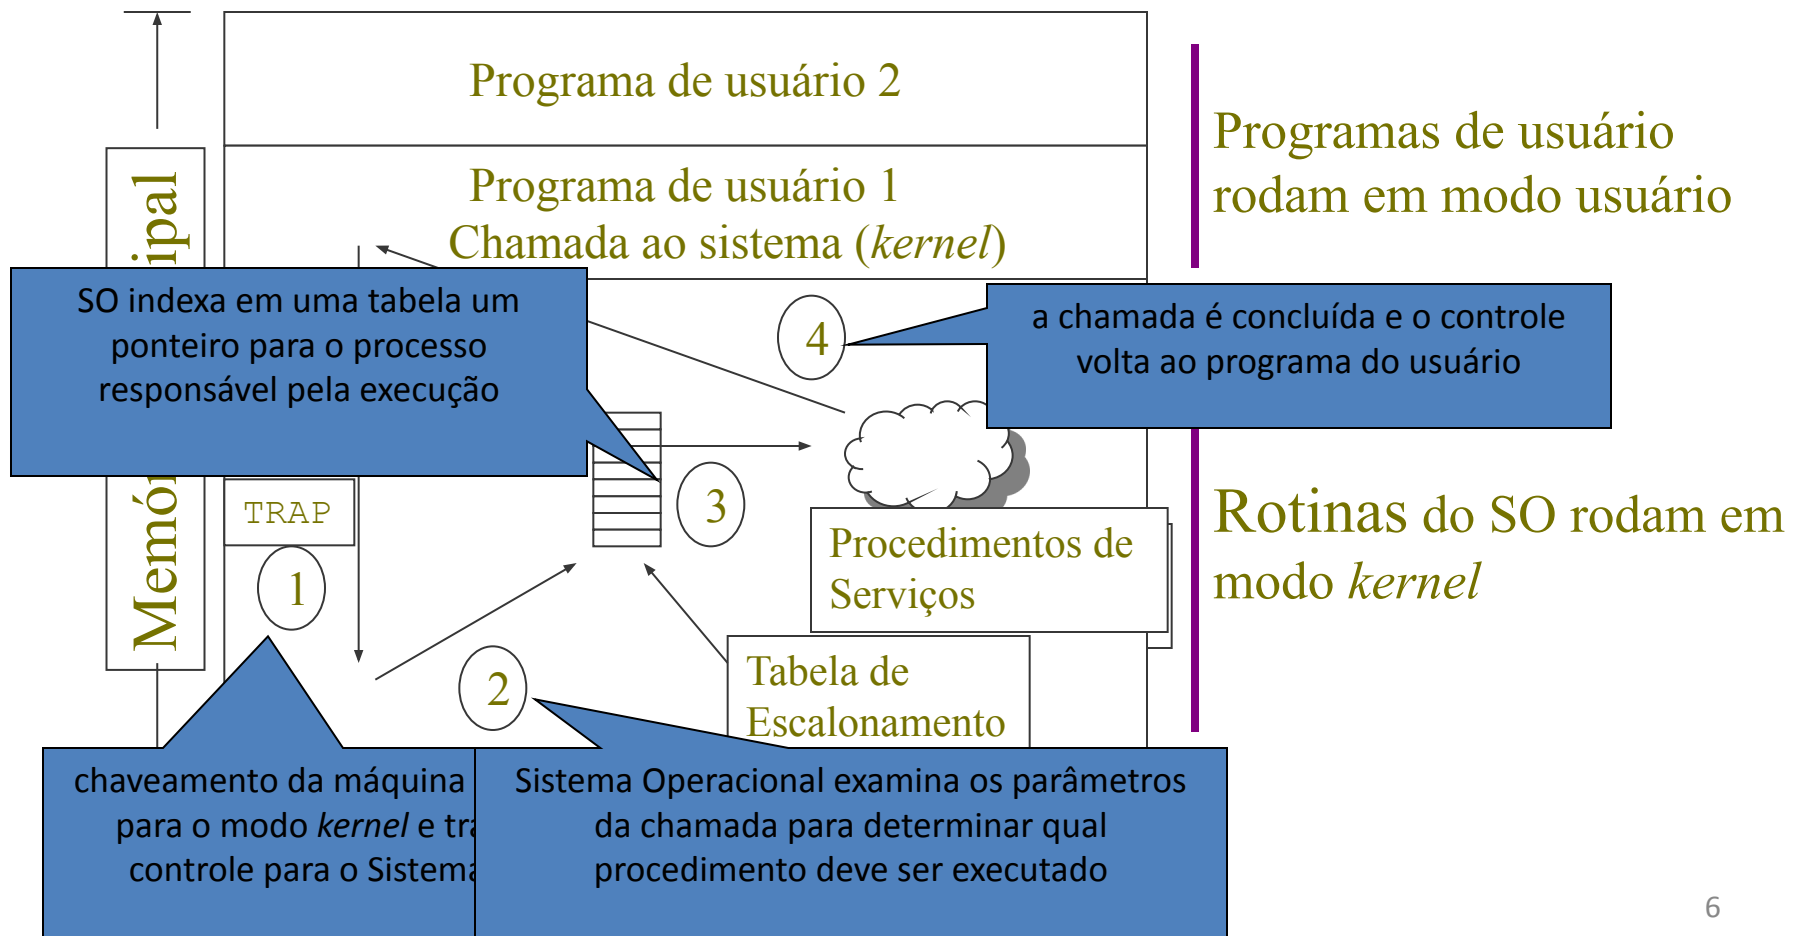 Programa de usuário 2
Programa de usuário 1
Chamada ao sistema (kernel)
Programas de usuário
rodam em modo usuário
SO indexa em uma tabela um
ponteiro para o processo
responsável pela execução
4
a chamada é concluída e o controle
volta ao programa do usuário
TRAP
1
3
Procedimentos de
Serviços
Rotinas do SO rodam em
modo kernel
2
Tabela de
Escalonamento
chaveamento da máquina
para o modo kernel e
controle para o
Sistema Operacional examina os parâmetros
da chamada para determinar qual
procedimento deve ser executado
6